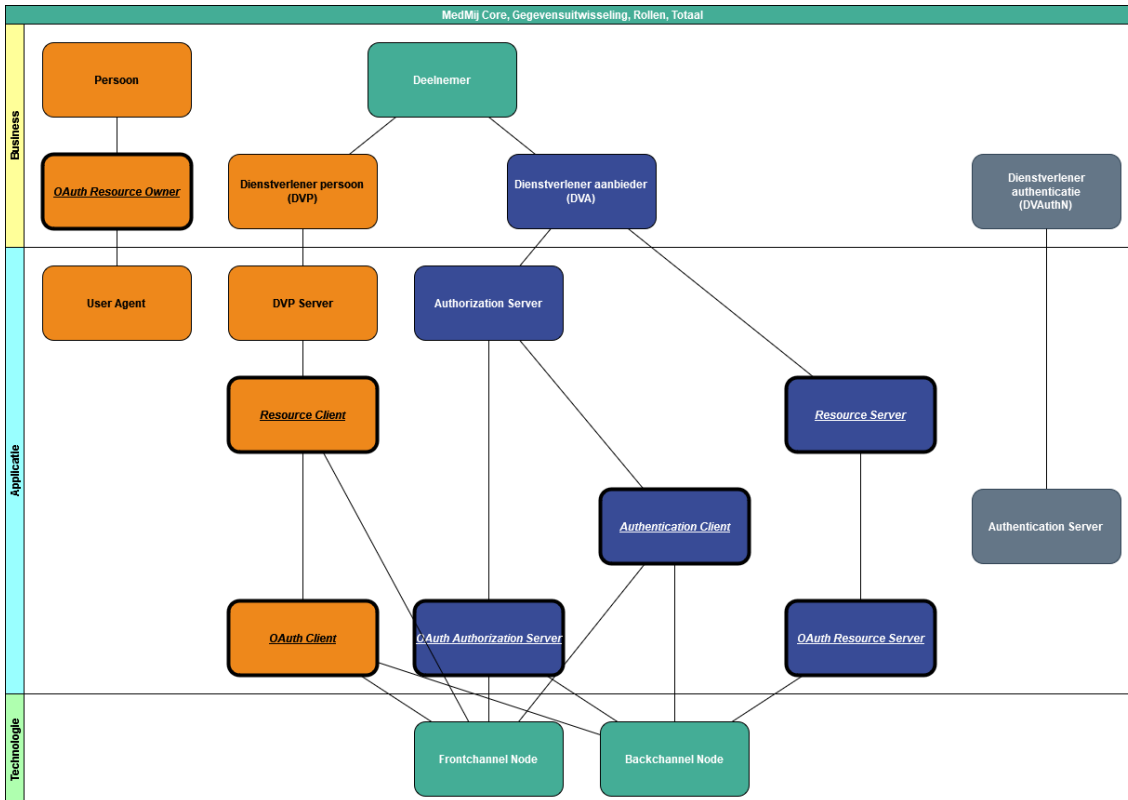 MedMij Core, Gegevensuitwisseling, Rollen, Totaal
Business
Persoon
Deelnemer
OAuth Resource Owner
Dienstverlener persoon
(DVP)
Dienstverlener aanbieder
(DVA)
Dienstverlener
authenticatie
(DVAuthN)
Applicatie
User Agent
DVP Server
Authorization Server
Resource Client
Resource Server
Authentication Client
Authentication Server
OAuth Client
OAuth Authorization Server
OAuth Resource Server
Technologie
Frontchannel Node
Backchannel Node